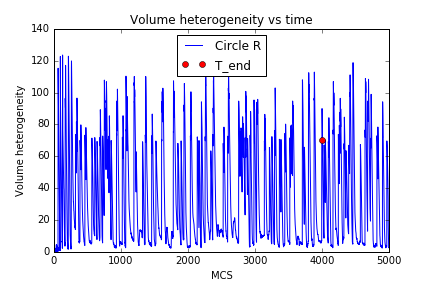 Volume heterogeneity vs time
Volume heterogeneity
140
120
100
80
60
40
20
0
Circle R
T_end
0 1000 2000 3000 4000 5000
MCS